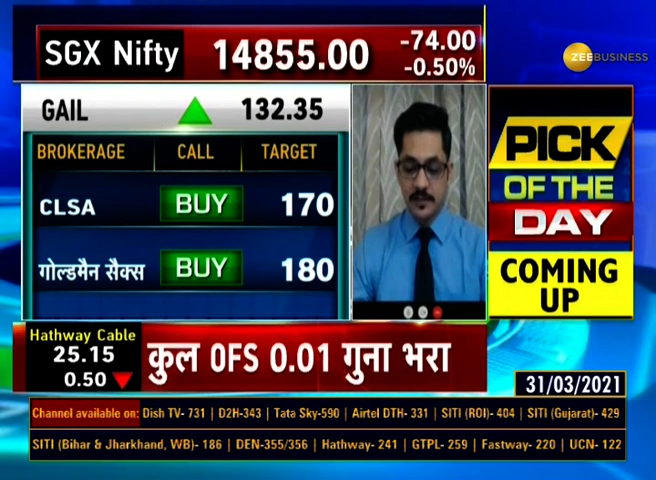 SGX Nifty 14855.00 -74.00
-0.50%
ZEE BUSINESS
GAIL 132.35
BROKERAGE CALL TARGET
CLSA BUY 170
गोल्डमैन सैक्स BUY 180
PICK
OF THE
DAY
COMING
UP
Hathway Cable
25.15
0.50
कुल OFS 0.01 गुना भरा
31/03/2021
Channel available on: Dish TV- 731 | D2H-343 | Tata Sky-590 | Airtel DTH- 331 | SITI (ROI)- 404 | SITI (Gujarat)- 429
SITI (Bihar & Jharkhand, WB)- 186 | DEN-355/356 | Hathway- 241 | GTPL- 259 | Fastway- 220 | UCN- 122